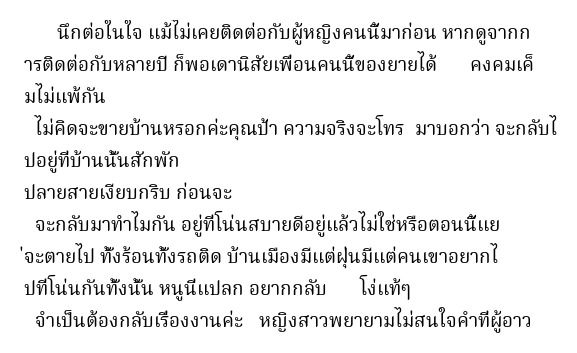 นึกต่อในใจ แม้ไม่เคยติดต่อกับผู้หญิงคนนี้มาก่อน หากดูจากก
ารติดต่อกับหลายปี ก็พอเดานิสัยเพื่อนคนนี้ของยายได้ คงคมเค็
มไม่แพ้กัน
ไม่คิดจะขายบ้านหรอกค่ะคุณป้า ความจริงจะโทร มาบอกว่า จะกลับไ
ปอยู่ที่บ้านนั้นสักพัก
ปลายสายเงียบกริบ ก่อนจะ
จะกลับมาทำไมกัน อยู่ที่โน่นสบายดีอยู่แล้วไม่ใช่หรือตอนนี้แย
่จะตายไป ทั้งร้อนทั้งรถติด บ้านเมืองมีแต่ฝุ่นมีแต่คนเขาอยากไ
ปที่โน่นกันทั้งนั้น หนูนี่แปลก อยากกลับ โง่แท้ๆ
จำเป็นต้องกลับเรื่องงานค่ะ หญิงสาวพยายามไม่สนใจคำที่ผู้อาว